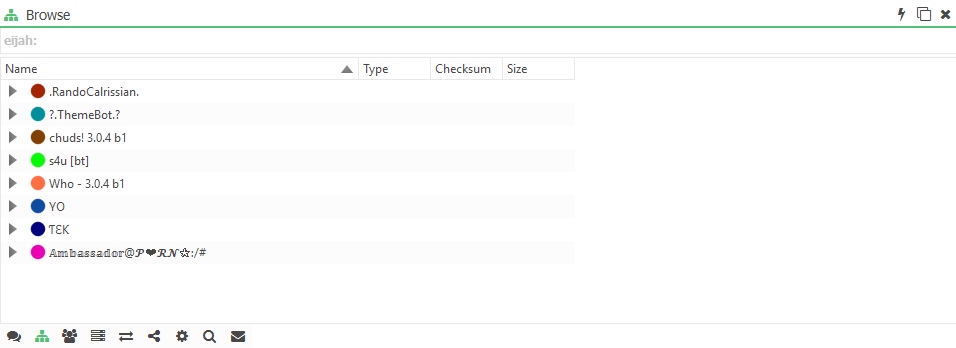 Browse
eijah:
Name Type Checksum Size
.RandoCalrissian.
?.ThemeBot.?
chuds! 3.0.4 b1
s4u [bt]
Who - 3.0.4 b1
YO
TƐK
𝔸𝕞𝕓𝕒𝕤𝕤𝕒𝕕𝕠𝕣@𝓟❤𝓡𝓝✫:/#